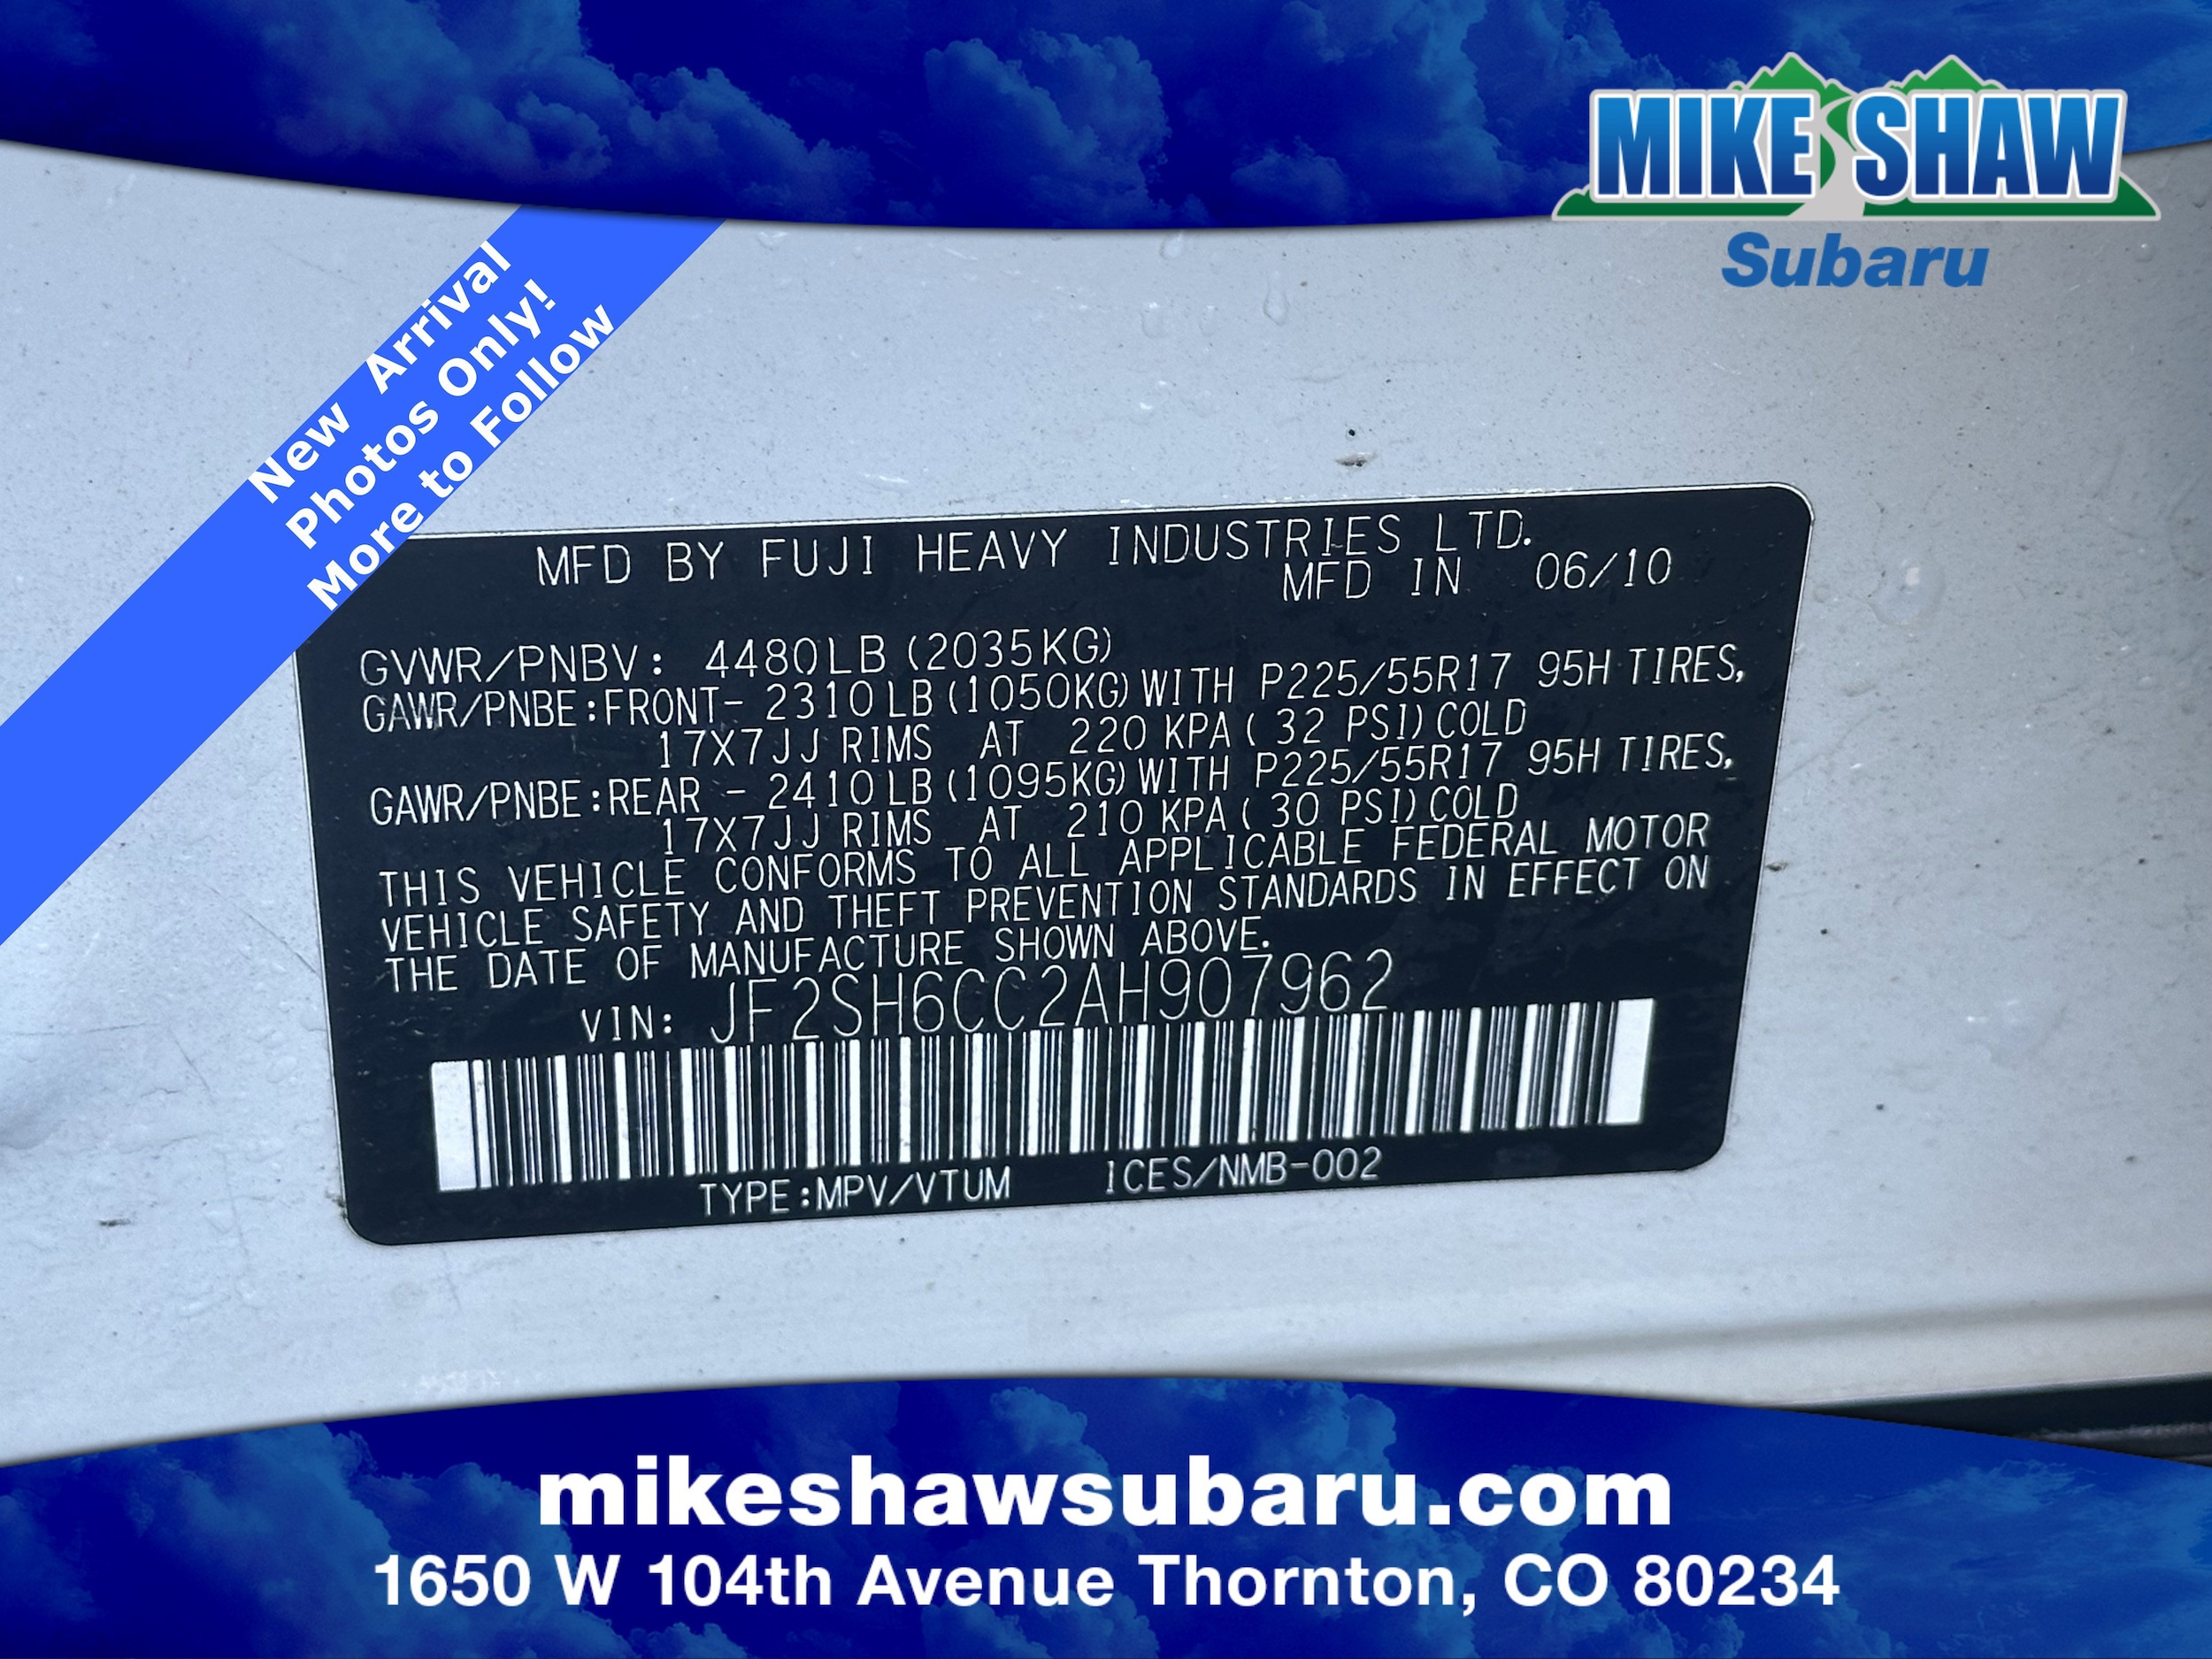 MIKE SHAW
Subaru
New Arrival
Photos Only!
More to Follow
MFD BY FUJI HEAVY INDUSTRIES LTD.
MFD IN 06/10
GVWR/PNBV: 4480LB (2035KG)
GAWR/PNBE:FRONT- 2310LB (1050KG) WITH P225/55R17 95H TIRES,
17X7JJ RIMS AT 220 KPA ( 32 PSI) COLD
GAWR/PNBE:REAR - 2410LB (1095KG) WITH P225/55R17 95H TIRES,
17X7JJ RIMS AT 210 KPA ( 30 PSI) COLD
THIS VEHICLE CONFORMS TO ALL APPLICABLE FEDERAL MOTOR
VEHICLE SAFETY AND THEFT PREVENTION STANDARDS IN EFFECT ON
THE DATE OF MANUFACTURE SHOWN ABOVE.
VIN: JF2SH6CC2AH907962
TYPE:MPV/VTUM ICES/NMB-002
mikeshawsubaru.com
1650 W 104th Avenue Thornton, CO 80234